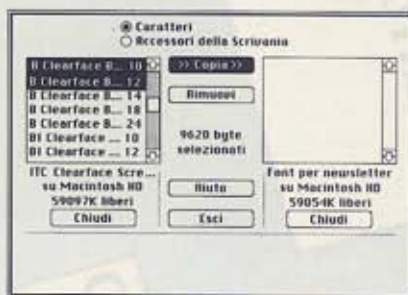 Caratteri
Accessori della Scrivania
B Clearface B... 10
B Clearface B... 12
B Clearface B... 14
B Clearface B... 18
B Clearface B... 24
BI Clearface ... 10
BI Clearface ... 12
ITC Clearface Scre...
su Macintosh HD
59097K liberi
Chiudi
>> Copia >>
Rimuovi
9620 byte
selezionati
Aiuto
Esci
Font per newsletter
su Macintosh HD
59054K liberi
Chiudi